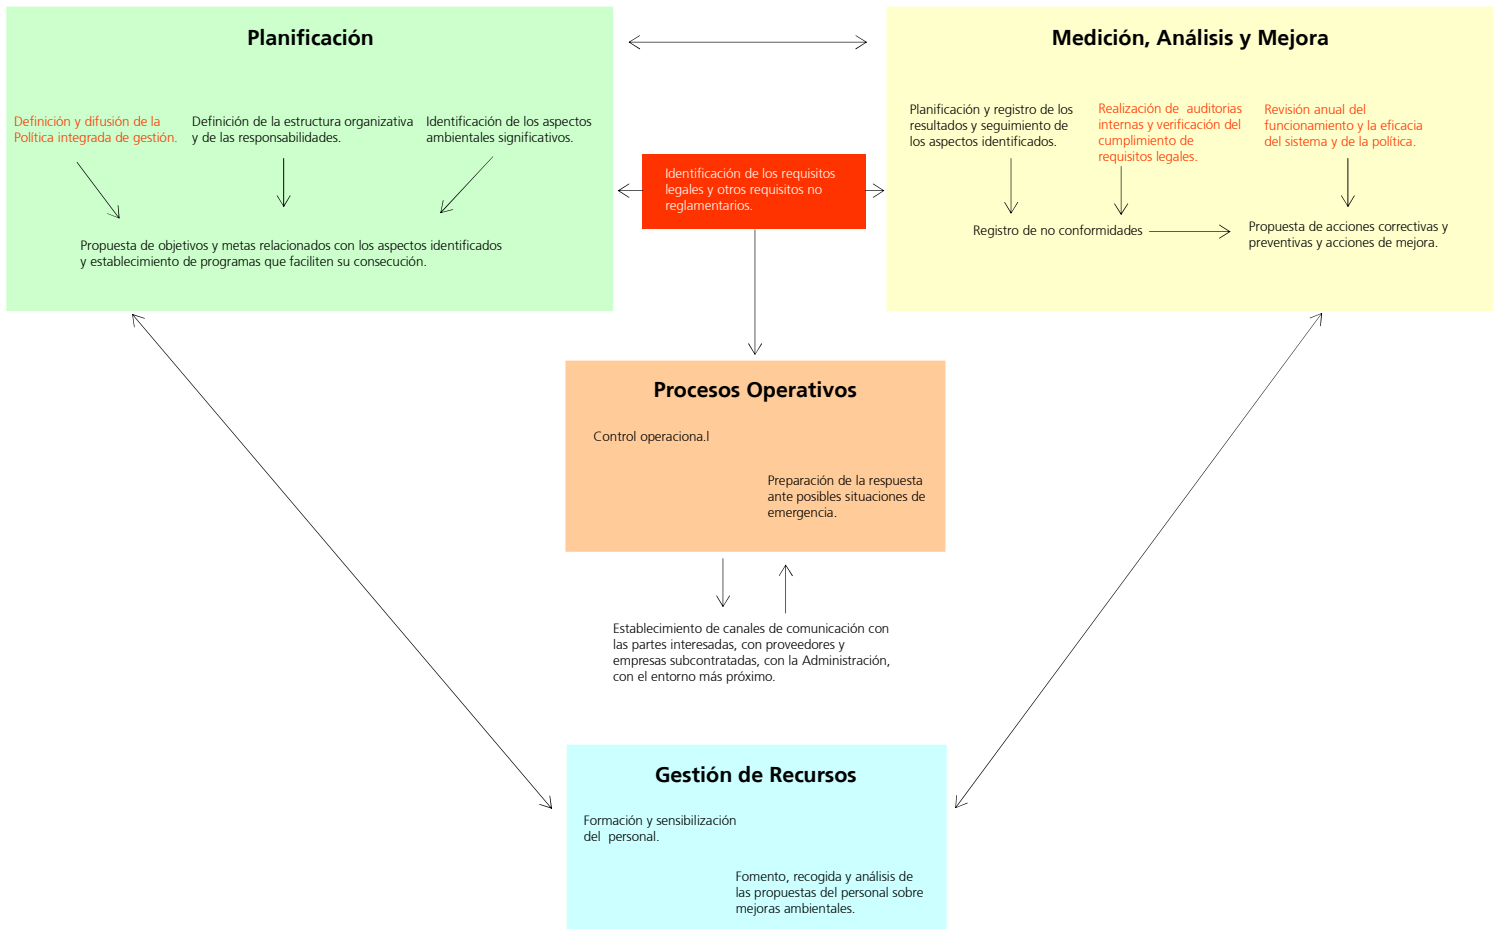 Planificación
Definición y difusión de la
Política integrada de gestión.
Definición de la estructura organizativa
y de las responsabilidades.
Identificación de los aspectos
ambientales significativos.
Propuesta de objetivos y metas relacionados con los aspectos identificados
y establecimiento de programas que faciliten su consecución.
Identificación de los requisitos
legales y otros requisitos no
reglamentarios.
Medición, Análisis y Mejora
Planificación y registro de los
resultados y seguimiento de
los aspectos identificados.
Realización de  auditorias
internas y verificación del
cumplimiento de
requisitos legales.
Revisión anual del
funcionamiento y la eficacia
del sistema y de la política.
Registro de no conformidades
Propuesta de acciones correctivas y
preventivas y acciones de mejora.
Procesos Operativos
Control operaciona.l
Preparación de la respuesta
ante posibles situaciones de
emergencia.
Establecimiento de canales de comunicación con
las partes interesadas, con proveedores y
empresas subcontratadas, con la Administración,
con el entorno más próximo.
Gestión de Recursos
Formación y sensibilización
del  personal.
Fomento, recogida y análisis de
las propuestas del personal sobre
mejoras ambientales.